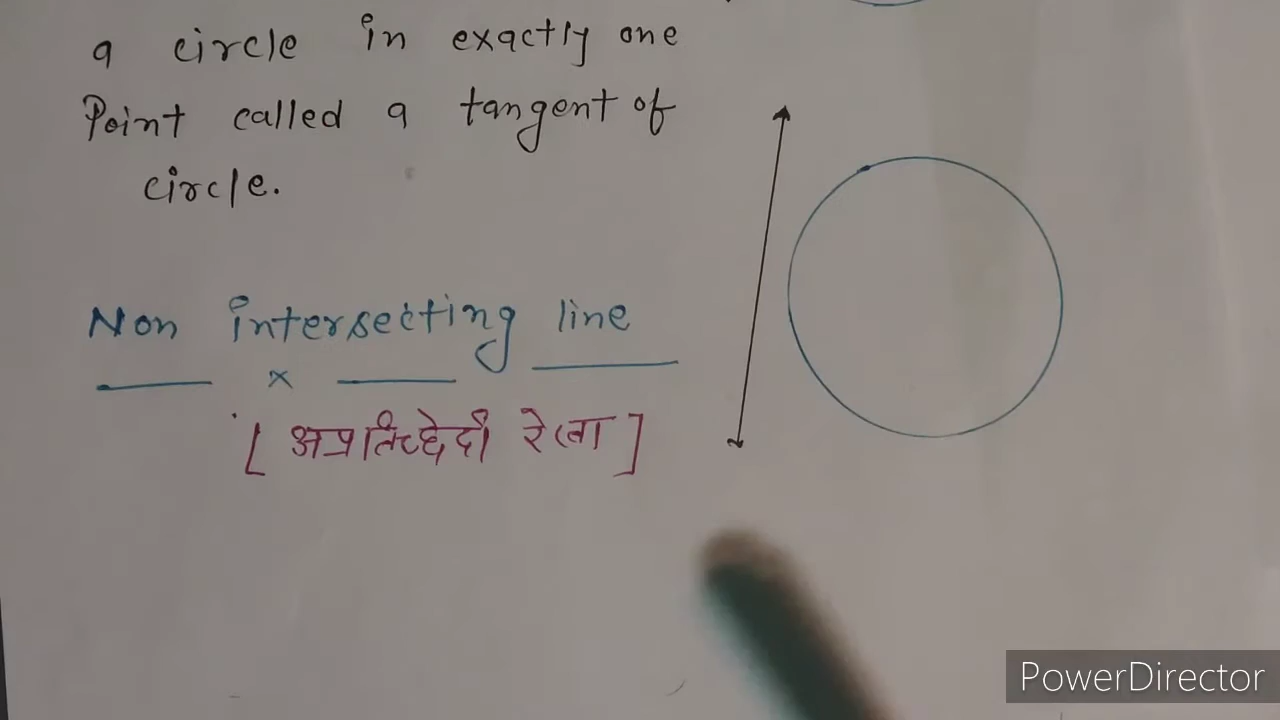 a circle in exactly one
Point called a tangent of
circle.
Non intersecting line
[ अप्रतिच्छेदी रेखा ]
PowerDirector